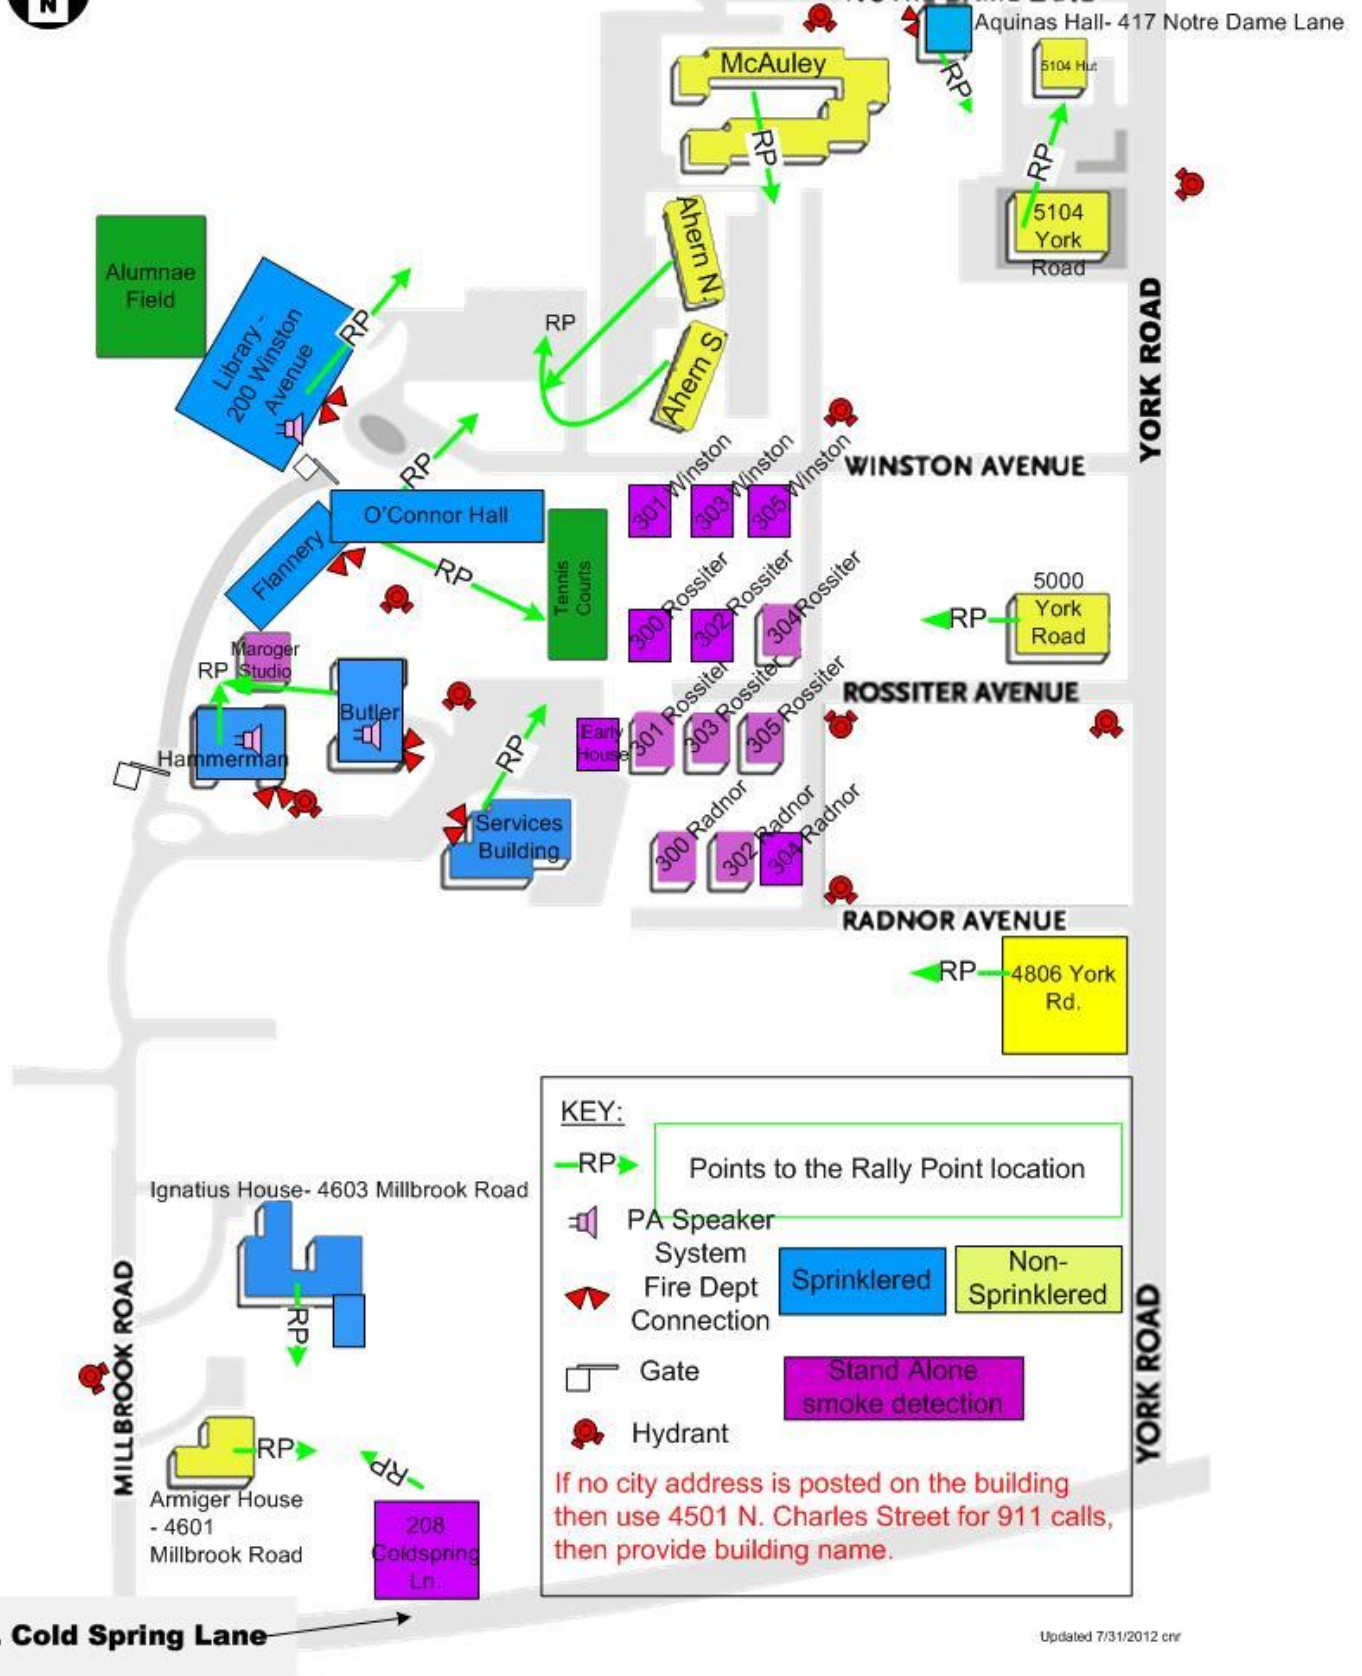 N
Aquinas Hall- 417 Notre Dame Lane
McAuley
5104 Hut
RP
RP
RP
5104
York
Road
Ahern N.
Ahern S.
RP
Alumnae
Field
Library -
200 Winston
Avenue
RP
YORK ROAD
WINSTON AVENUE
RP
301 Winston
303 Winston
305 Winston
O'Connor Hall
Flannery
RP
Tennis
Courts
300 Rossiter
302 Rossiter
304Rossiter
5000
York
Road
RP
Maroger
Studio
RP
Butler
Hammerman
ROSSITER AVENUE
Early
House
301 Rossiter
303 Rossiter
305 Rossiter
RP
Services
Building
300 Radnor
302 Radnor
304 Radnor
RADNOR AVENUE
RP
4806 York
Rd.
KEY:
RP
Points to the Rally Point location
PA Speaker
System
Fire Dept
Connection
Sprinklered
Non-
Sprinklered
Gate
Stand Alone
smoke detection
Hydrant
If no city address is posted on the building
then use 4501 N. Charles Street for 911 calls,
then provide building name.
Ignatius House- 4603 Millbrook Road
RP
MILLBROOK ROAD
YORK ROAD
RP
RP
Armiger House
- 4601
Millbrook Road
208
Coldspring
Ln.
. Cold Spring Lane
Updated 7/31/2012 cnr